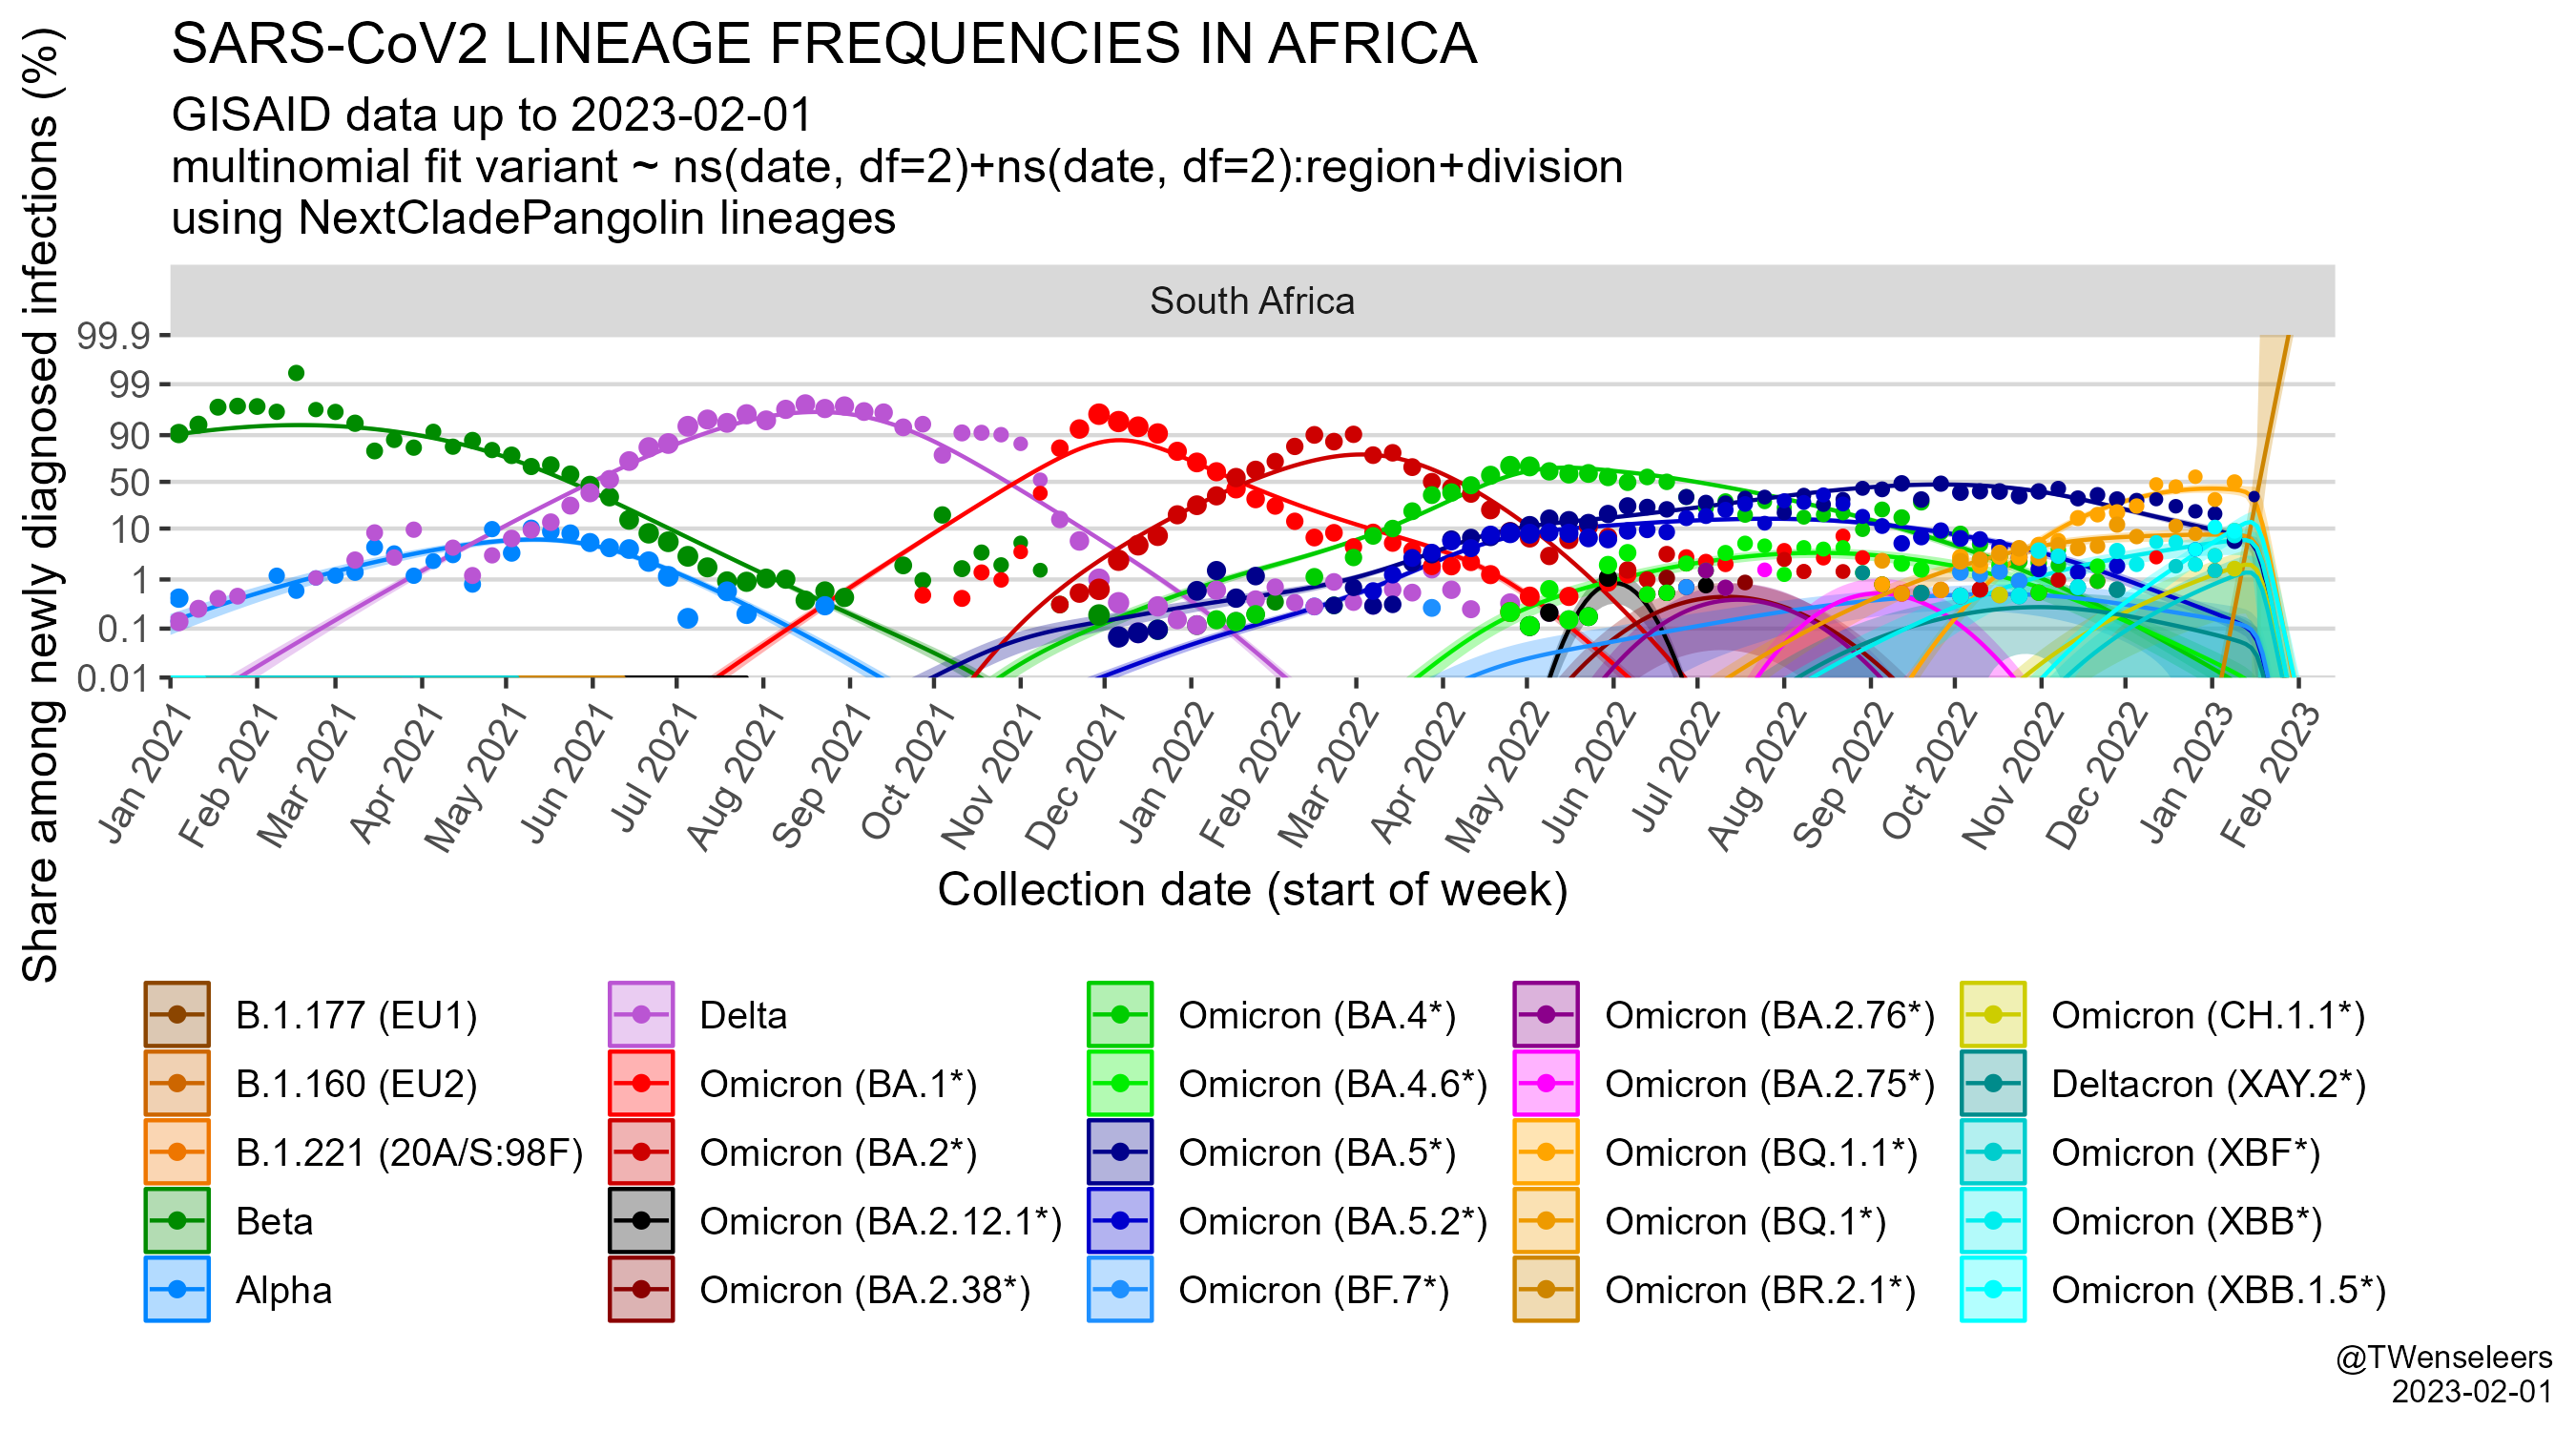 SARS-CoV2 LINEAGE FREQUENCIES IN AFRICA
GISAID data up to 2023-02-01
multinomial fit variant ~ ns(date, df=2)+ns(date, df=2):region+division
using NextCladePangolin lineages
South Africa
Share among newly diagnosed infections (%)
99.9
99
90
50
10
1
0.1
0.01
Jan 2021
Feb 2021
Mar 2021
Apr 2021
May 2021
Jun 2021
Jul 2021
Aug 2021
Sep 2021
Oct 2021
Nov 2021
Dec 2021
Jan 2022
Feb 2022
Mar 2022
Apr 2022
May 2022
Jun 2022
Jul 2022
Aug 2022
Sep 2022
Oct 2022
Nov 2022
Dec 2022
Jan 2023
Feb 2023
Collection date (start of week)
B.1.177 (EU1)
B.1.160 (EU2)
B.1.221 (20A/S:98F)
Beta
Alpha
Delta
Omicron (BA.1*)
Omicron (BA.2*)
Omicron (BA.2.12.1*)
Omicron (BA.2.38*)
Omicron (BA.4*)
Omicron (BA.4.6*)
Omicron (BA.5*)
Omicron (BA.5.2*)
Omicron (BF.7*)
Omicron (BA.2.76*)
Omicron (BA.2.75*)
Omicron (BQ.1.1*)
Omicron (BQ.1*)
Omicron (BR.2.1*)
Omicron (CH.1.1*)
Deltacron (XAY.2*)
Omicron (XBF*)
Omicron (XBB*)
Omicron (XBB.1.5*)
@TWenseleers
2023-02-01